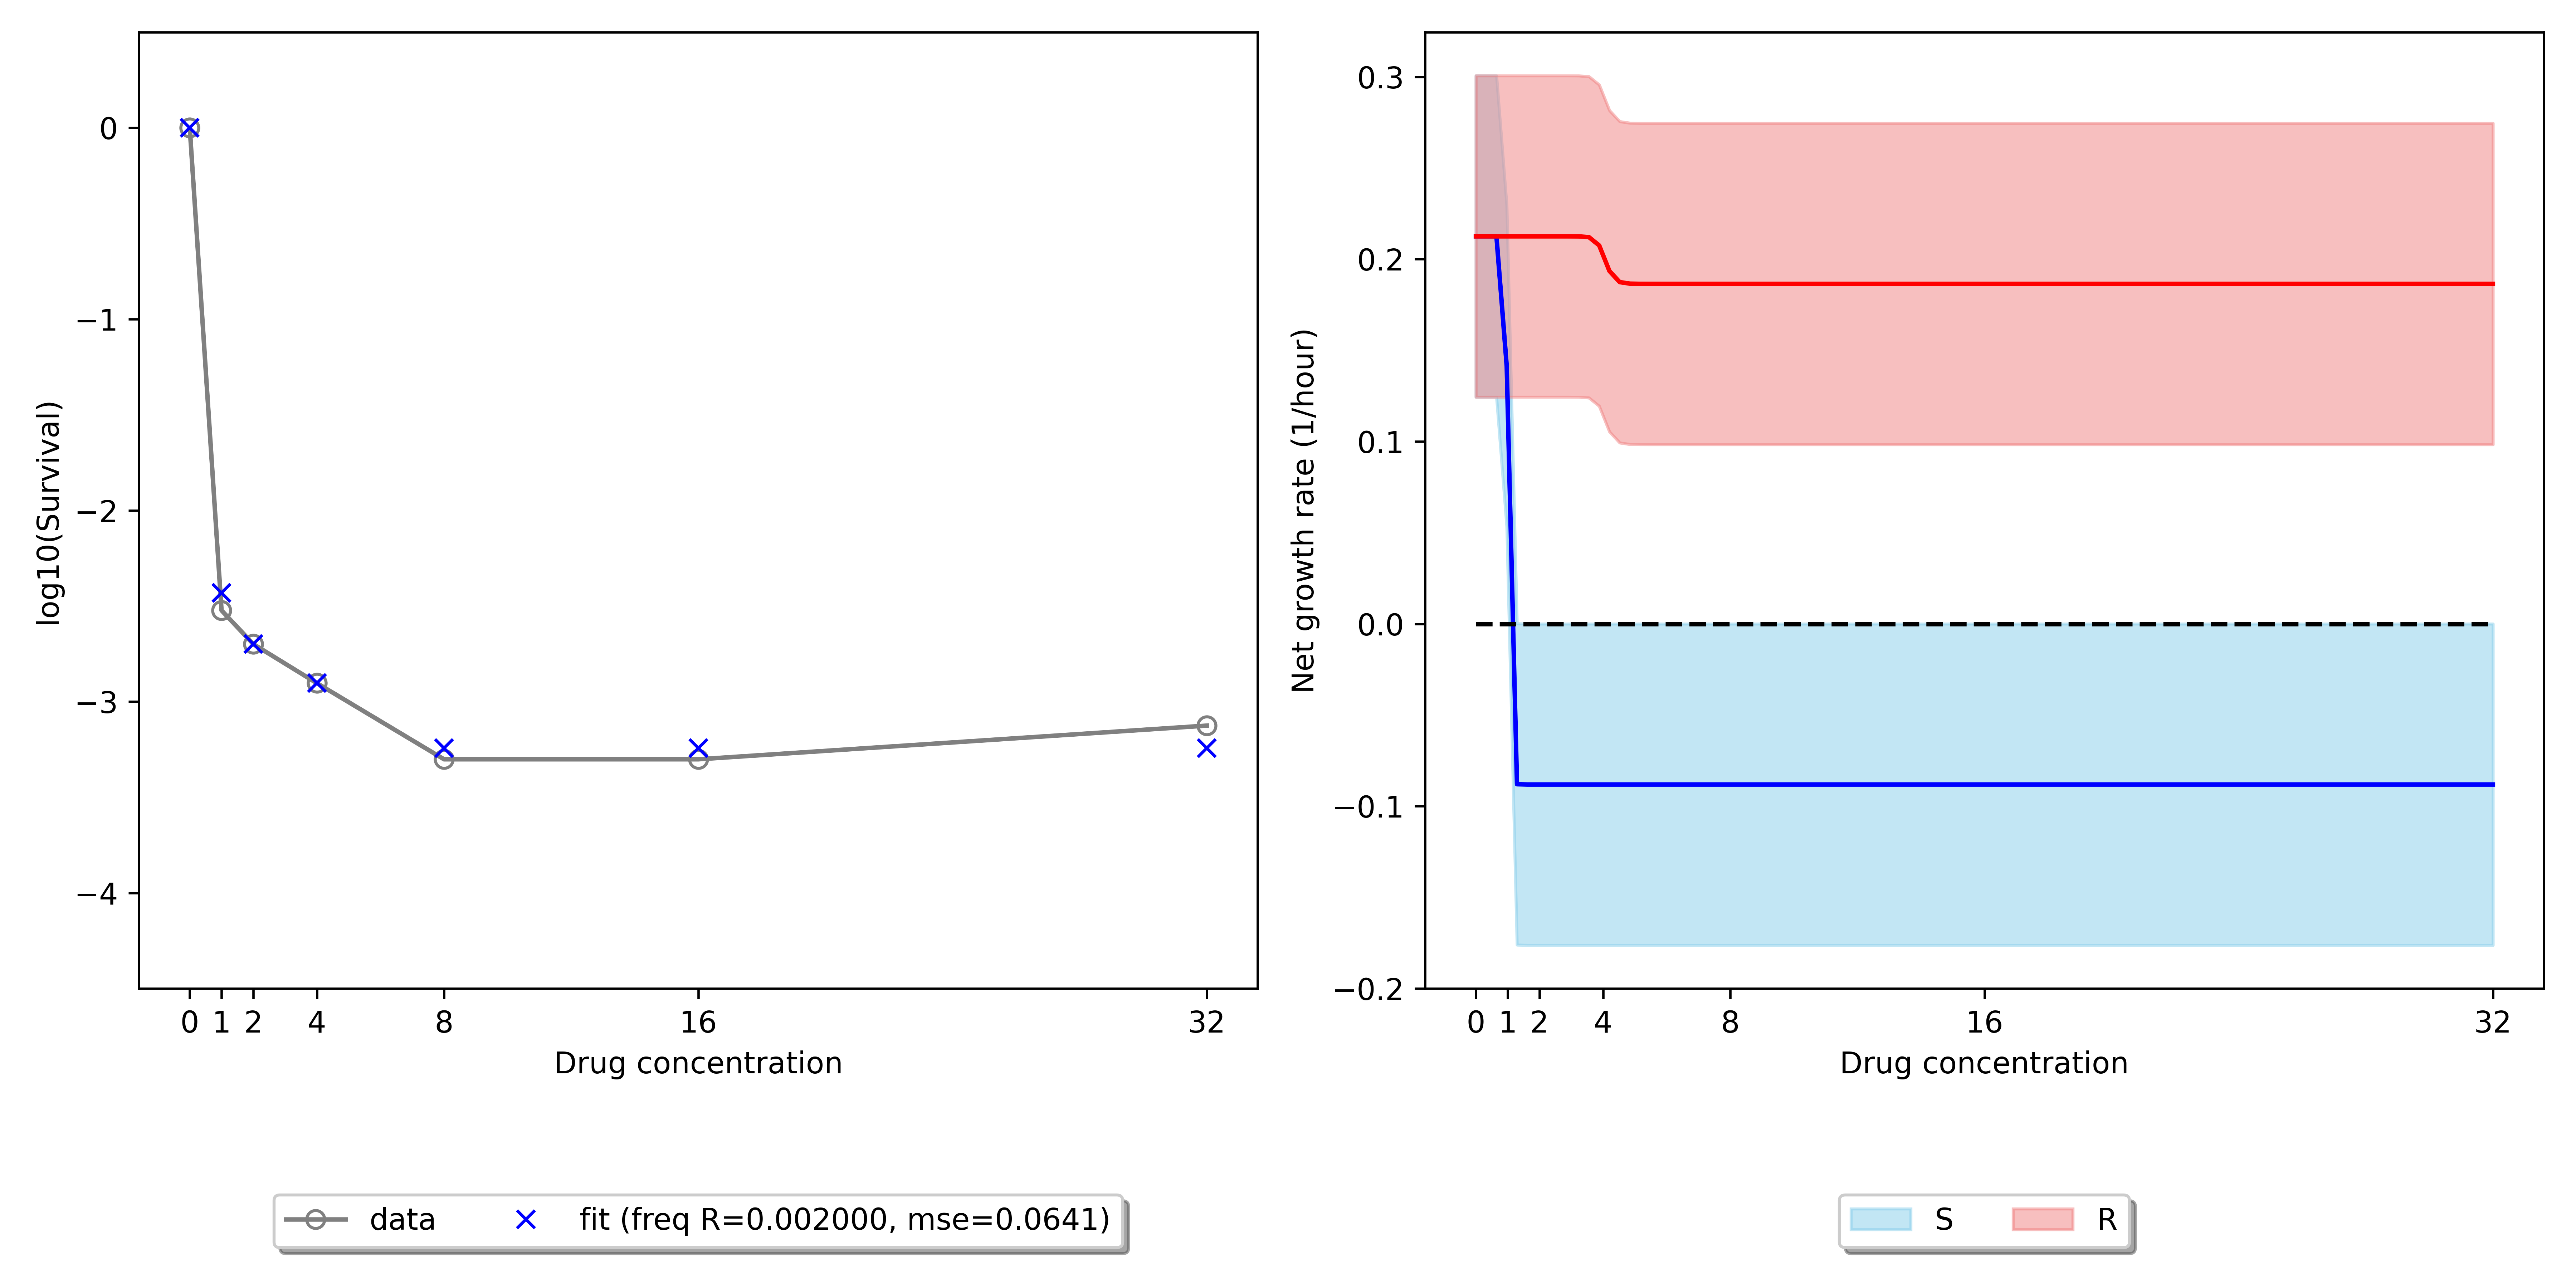 log10(Survival)
0
−1
−2
−3
−4
0 1 2 4 8 16 32
Drug concentration
data fit (freq R=0.002000, mse=0.0641)
Net growth rate (1/hour)
0.3
0.2
0.1
0.0
−0.1
−0.2
0 1 2 4 8 16 32
Drug concentration
S R